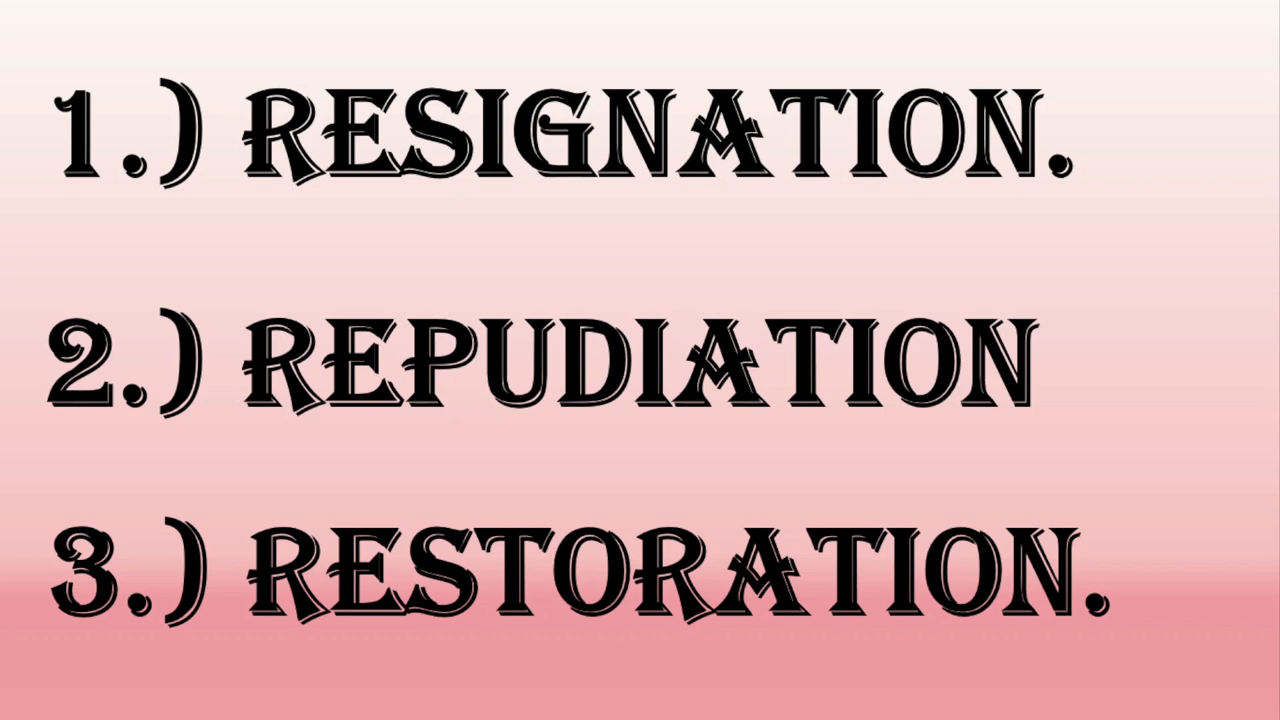 1.) RESIGNATION.
2.) REPUDIATION
3.) RESTORATION.